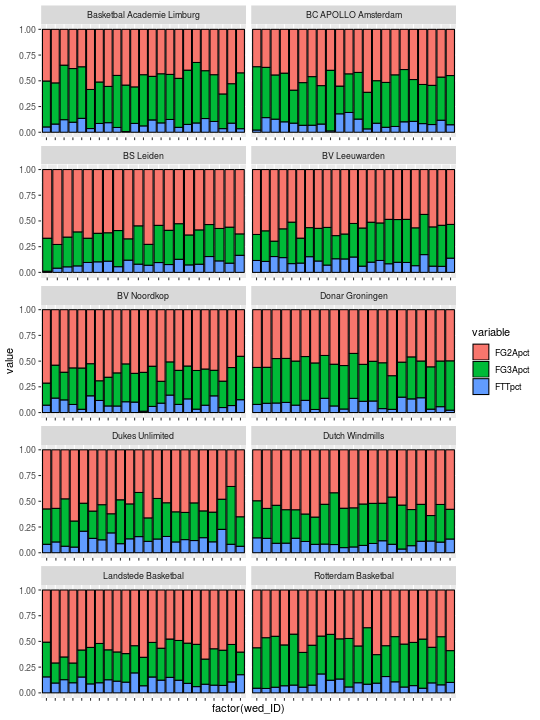 Basketbal Academie Limburg
BC APOLLO Amsterdam
1.00
0.75
0.50
0.25
0.00
BS Leiden
BV Leeuwarden
1.00
0.75
0.50
0.25
0.00
BV Noordkop
Donar Groningen
1.00
0.75
0.50
0.25
0.00
Dukes Unlimited
Dutch Windmills
1.00
0.75
0.50
0.25
0.00
Landstede Basketbal
Rotterdam Basketbal
1.00
0.75
0.50
0.25
0.00
value
factor(wed_ID)
variable
FG2Apct
FG3Apct
FTTpct